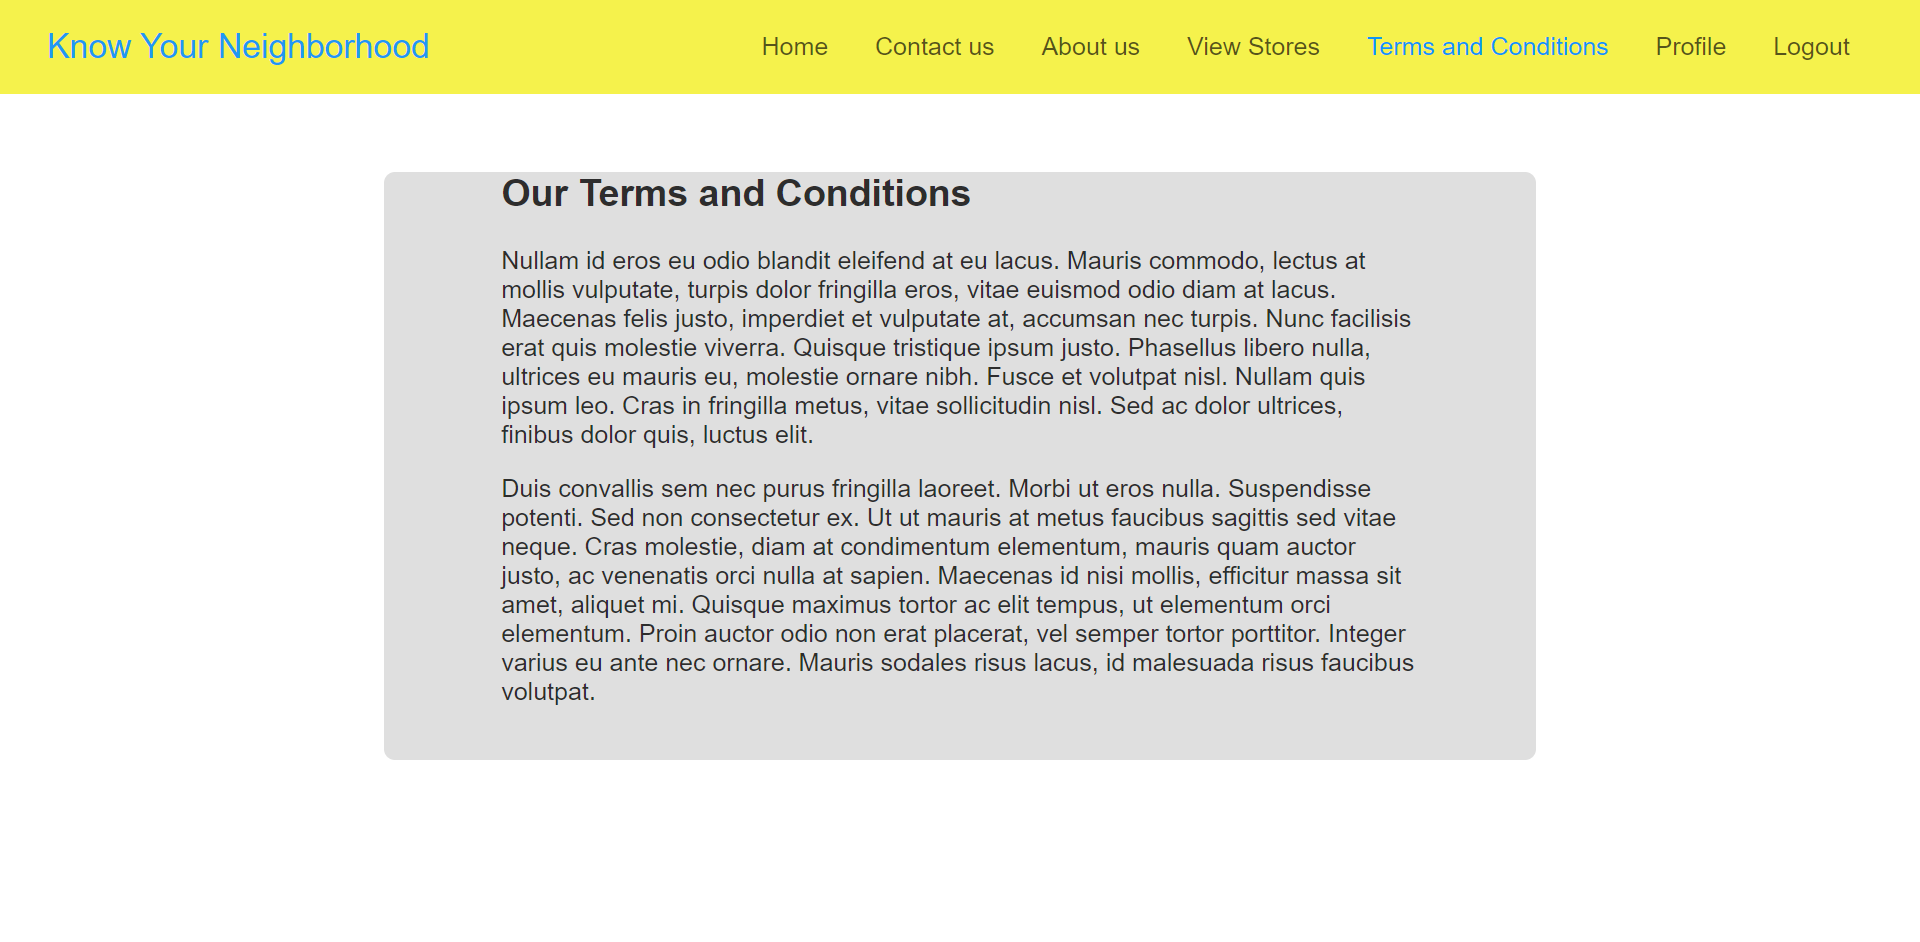 Know Your Neighborhood
Home Contact us About us View Stores Terms and Conditions Profile Logout
Our Terms and Conditions
Nullam id eros eu odio blandit eleifend at eu lacus. Mauris commodo, lectus at
mollis vulputate, turpis dolor fringilla eros, vitae euismod odio diam at lacus.
Maecenas felis justo, imperdiet et vulputate at, accumsan nec turpis. Nunc facilisis
erat quis molestie viverra. Quisque tristique ipsum justo. Phasellus libero nulla,
ultrices eu mauris eu, molestie ornare nibh. Fusce et volutpat nisl. Nullam quis
ipsum leo. Cras in fringilla metus, vitae sollicitudin nisl. Sed ac dolor ultrices,
finibus dolor quis, luctus elit.
Duis convallis sem nec purus fringilla laoreet. Morbi ut eros nulla. Suspendisse
potenti. Sed non consectetur ex. Ut ut mauris at metus faucibus sagittis sed vitae
neque. Cras molestie, diam at condimentum elementum, mauris quam auctor
justo, ac venenatis orci nulla at sapien. Maecenas id nisi mollis, efficitur massa sit
amet, aliquet mi. Quisque maximus tortor ac elit tempus, ut elementum orci
elementum. Proin auctor odio non erat placerat, vel semper tortor porttitor. Integer
varius eu ante nec ornare. Mauris sodales risus lacus, id malesuada risus faucibus
volutpat.